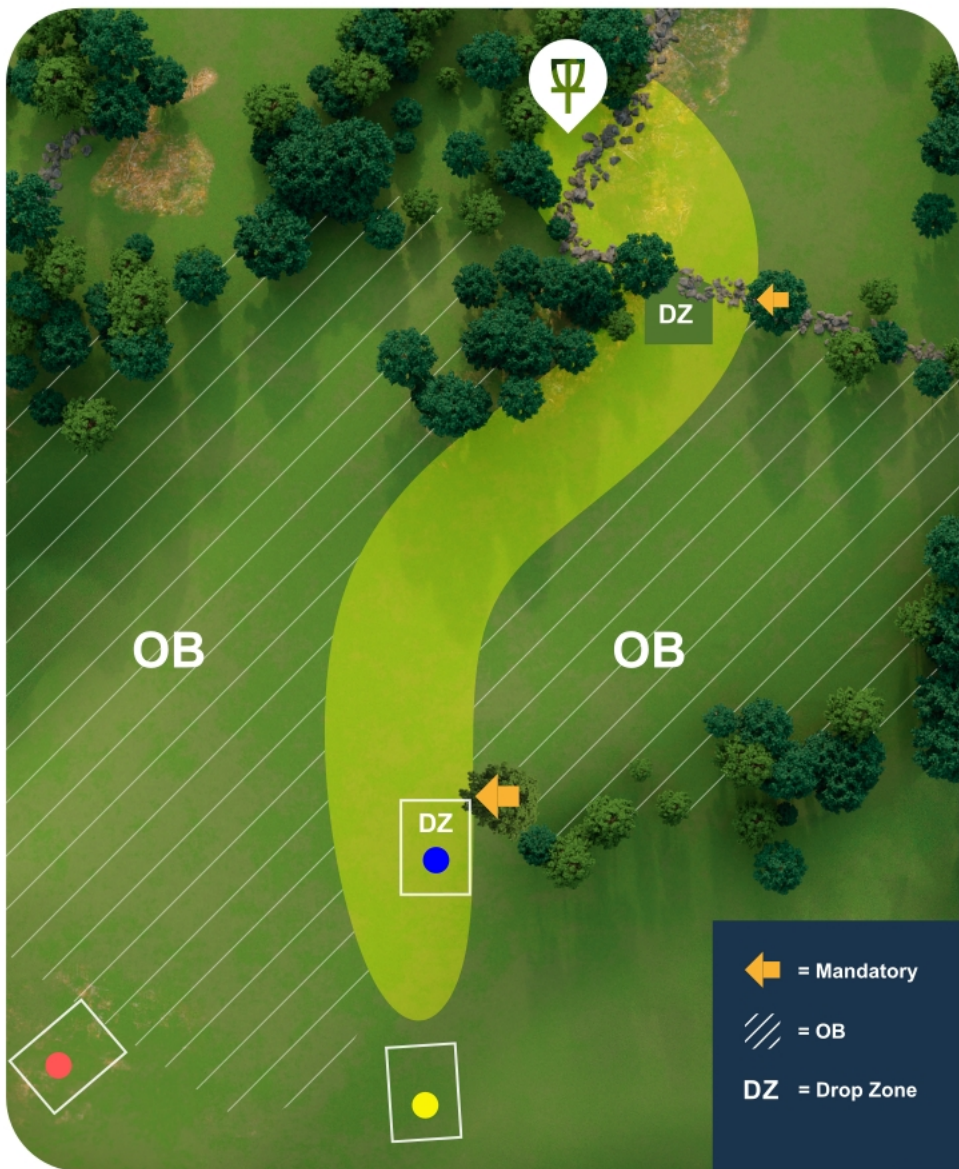 DZ
OB
OB
DZ
= Mandatory
= OB
DZ = Drop Zone